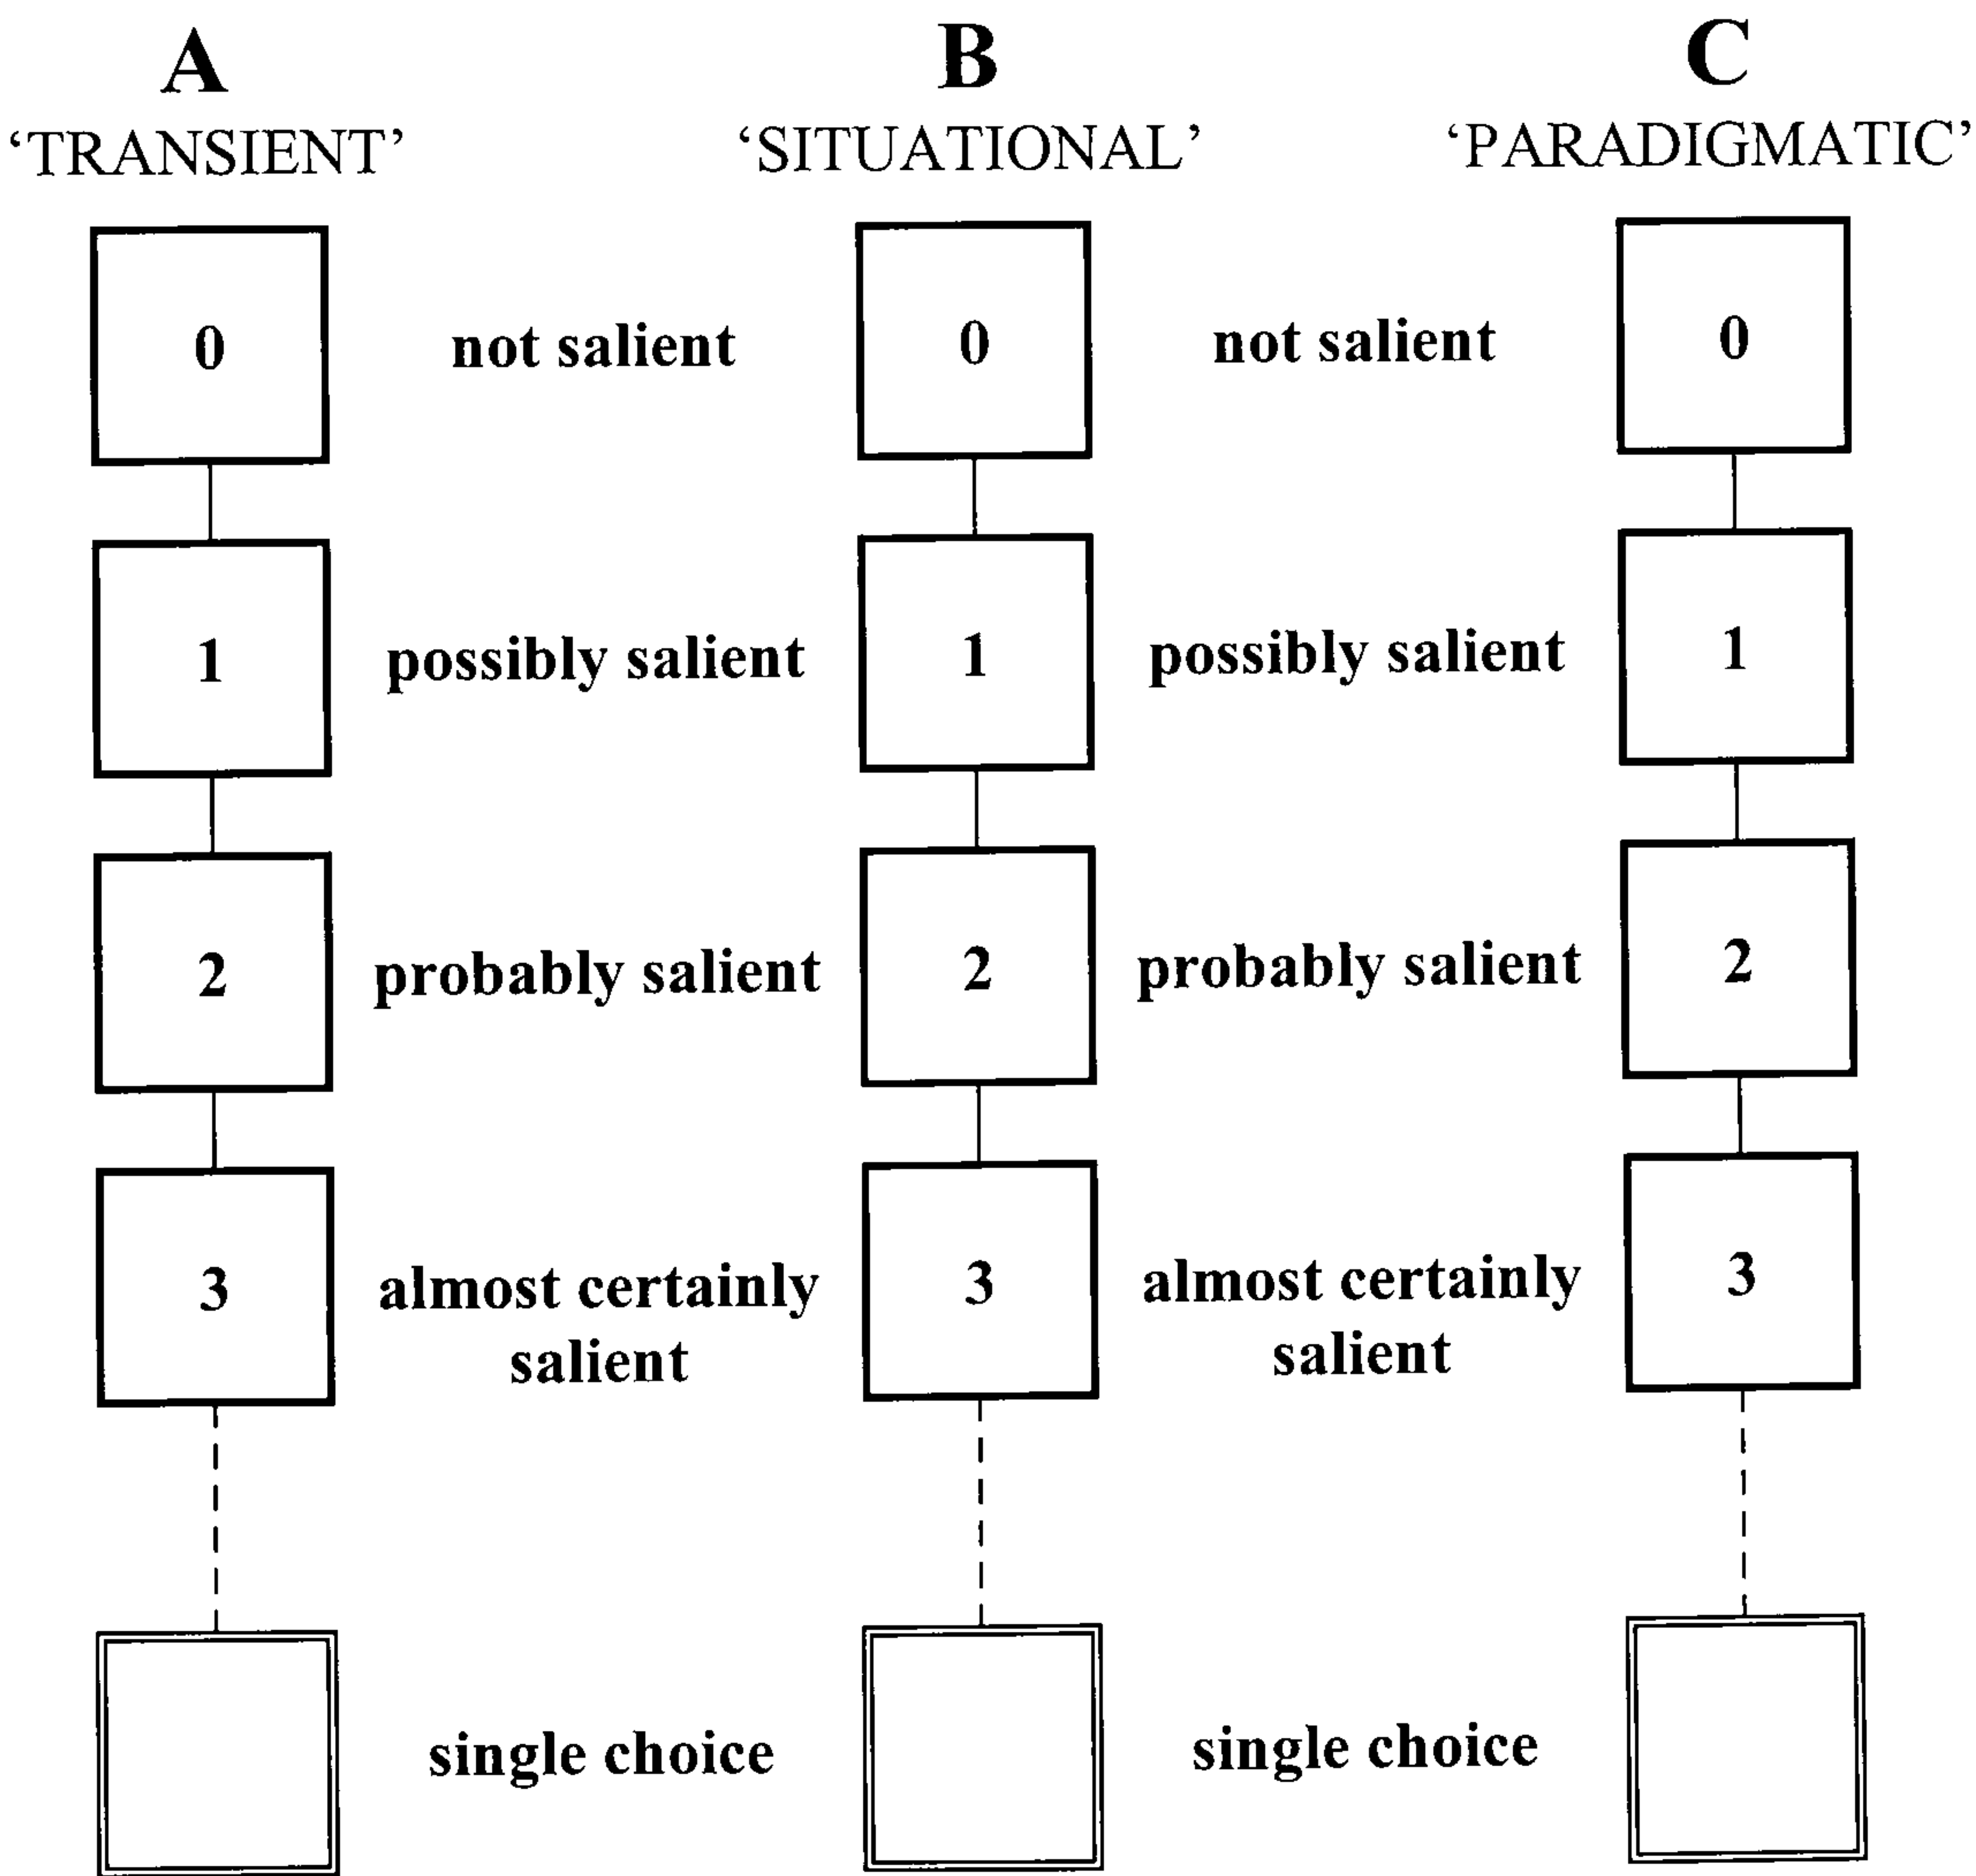 A B C
‘TRANSIENT’ ‘SITUATIONAL’ ‘PARADIGMATIC’
0 not salient 0 not salient 0
1 possibly salient 1 possibly salient 1
2 probably salient 2 probably salient 2
3 almost certainly 3 almost certainly 3
salient salient
single choice single choice